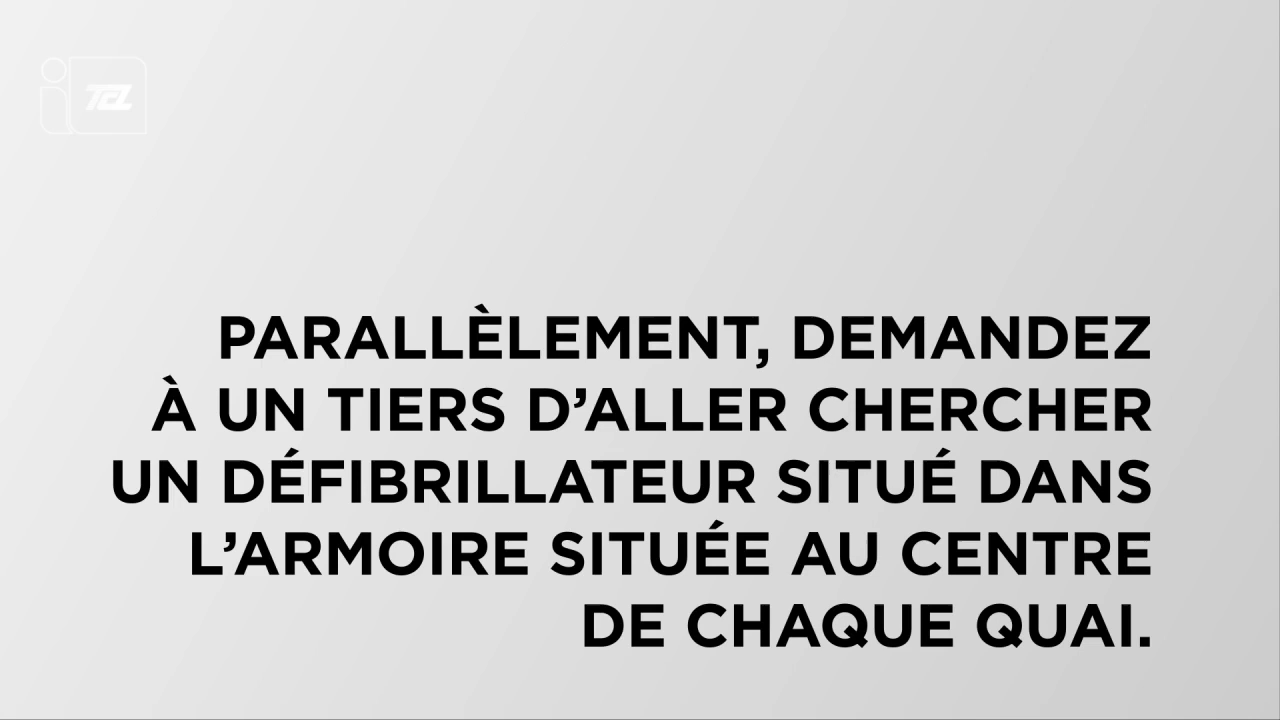 i TCL
PARALLÈLEMENT, DEMANDEZ
À UN TIERS D’ALLER CHERCHER
UN DÉFIBRILLATEUR SITUÉ DANS
L’ARMOIRE SITUÉE AU CENTRE
DE CHAQUE QUAI.